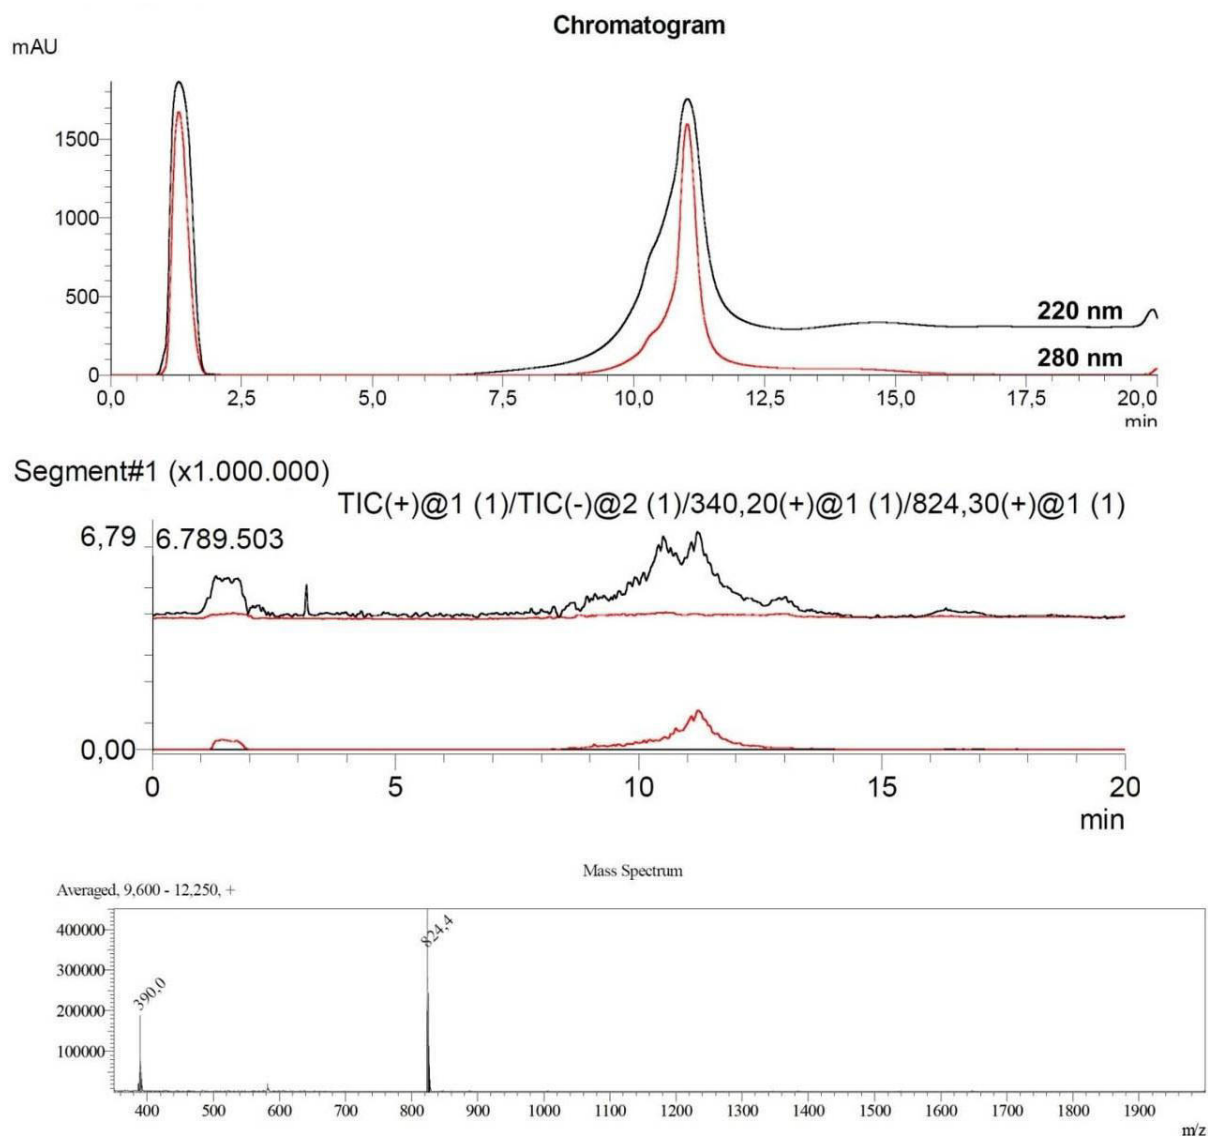 Chromatogram
mAU
1500
1000
500
0
220 nm
280 nm
0,0 2,5 5,0 7,5 10,0 12,5 15,0 17,5 20,0
min
Segment#1 (x1.000.000)
TIC(+)@1 (1)/TIC(-)@2 (1)/340,20(+)@1 (1)/824,30(+)@1 (1)
6,79 6.789.503
0,00
0 5 10 15 20
min
Mass Spectrum
Averaged, 9,600 - 12,250, +
400000
300000
200000
100000
390,0
824,4
400 500 600 700 800 900 1000 1100 1200 1300 1400 1500 1600 1700 1800 1900
m/z